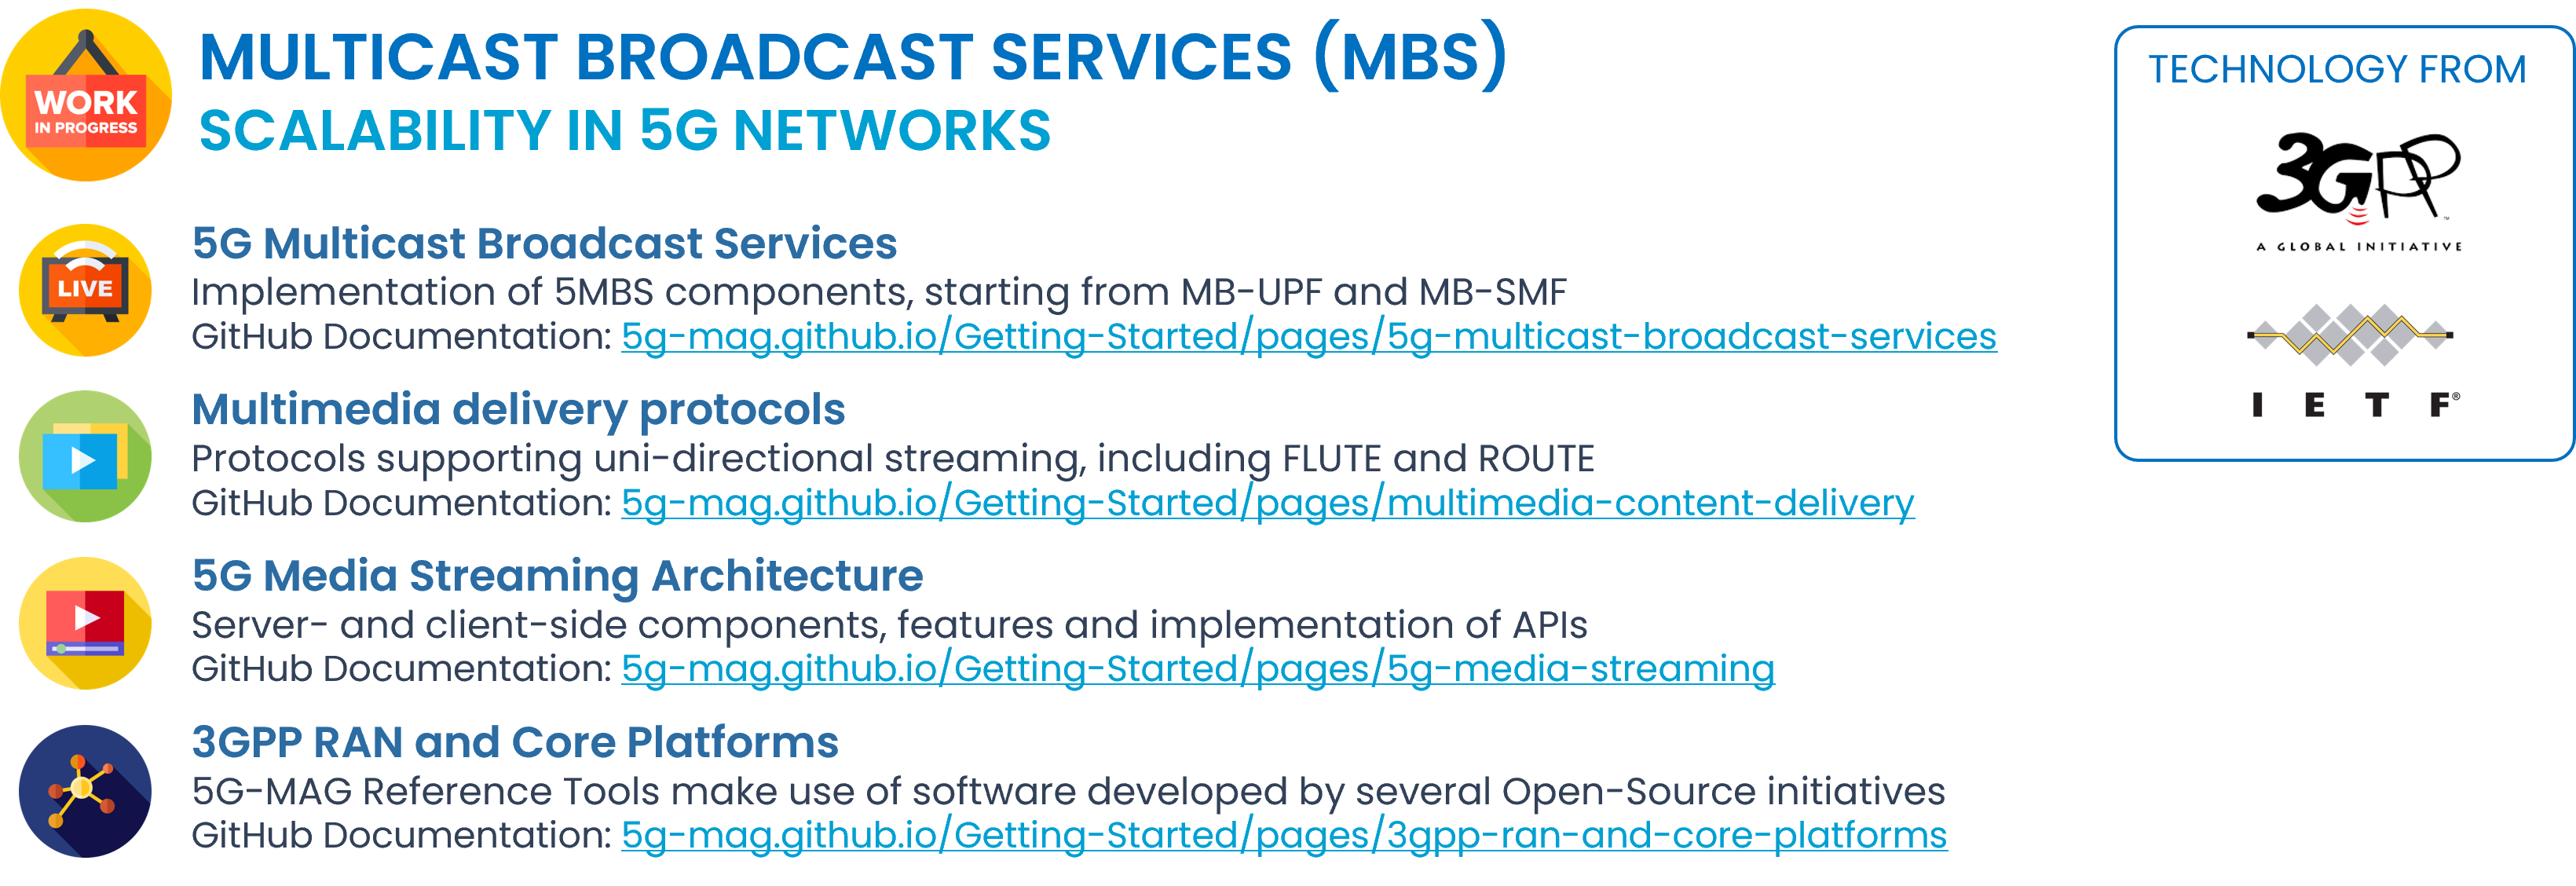 WORK
IN PROGRESS
MULTICAST BROADCAST SERVICES (MBS)
SCALABILITY IN 5G NETWORKS
TECHNOLOGY FROM
3GPP™
A GLOBAL INITIATIVE
I E T F®
LIVE
5G Multicast Broadcast Services
Implementation of 5MBS components, starting from MB-UPF and MB-SMF
GitHub Documentation: 5g-mag.github.io/Getting-Started/pages/5g-multicast-broadcast-services
Multimedia delivery protocols
Protocols supporting uni-directional streaming, including FLUTE and ROUTE
GitHub Documentation: 5g-mag.github.io/Getting-Started/pages/multimedia-content-delivery
5G Media Streaming Architecture
Server- and client-side components, features and implementation of APIs
GitHub Documentation: 5g-mag.github.io/Getting-Started/pages/5g-media-streaming
3GPP RAN and Core Platforms
5G-MAG Reference Tools make use of software developed by several Open-Source initiatives
GitHub Documentation: 5g-mag.github.io/Getting-Started/pages/3gpp-ran-and-core-platforms